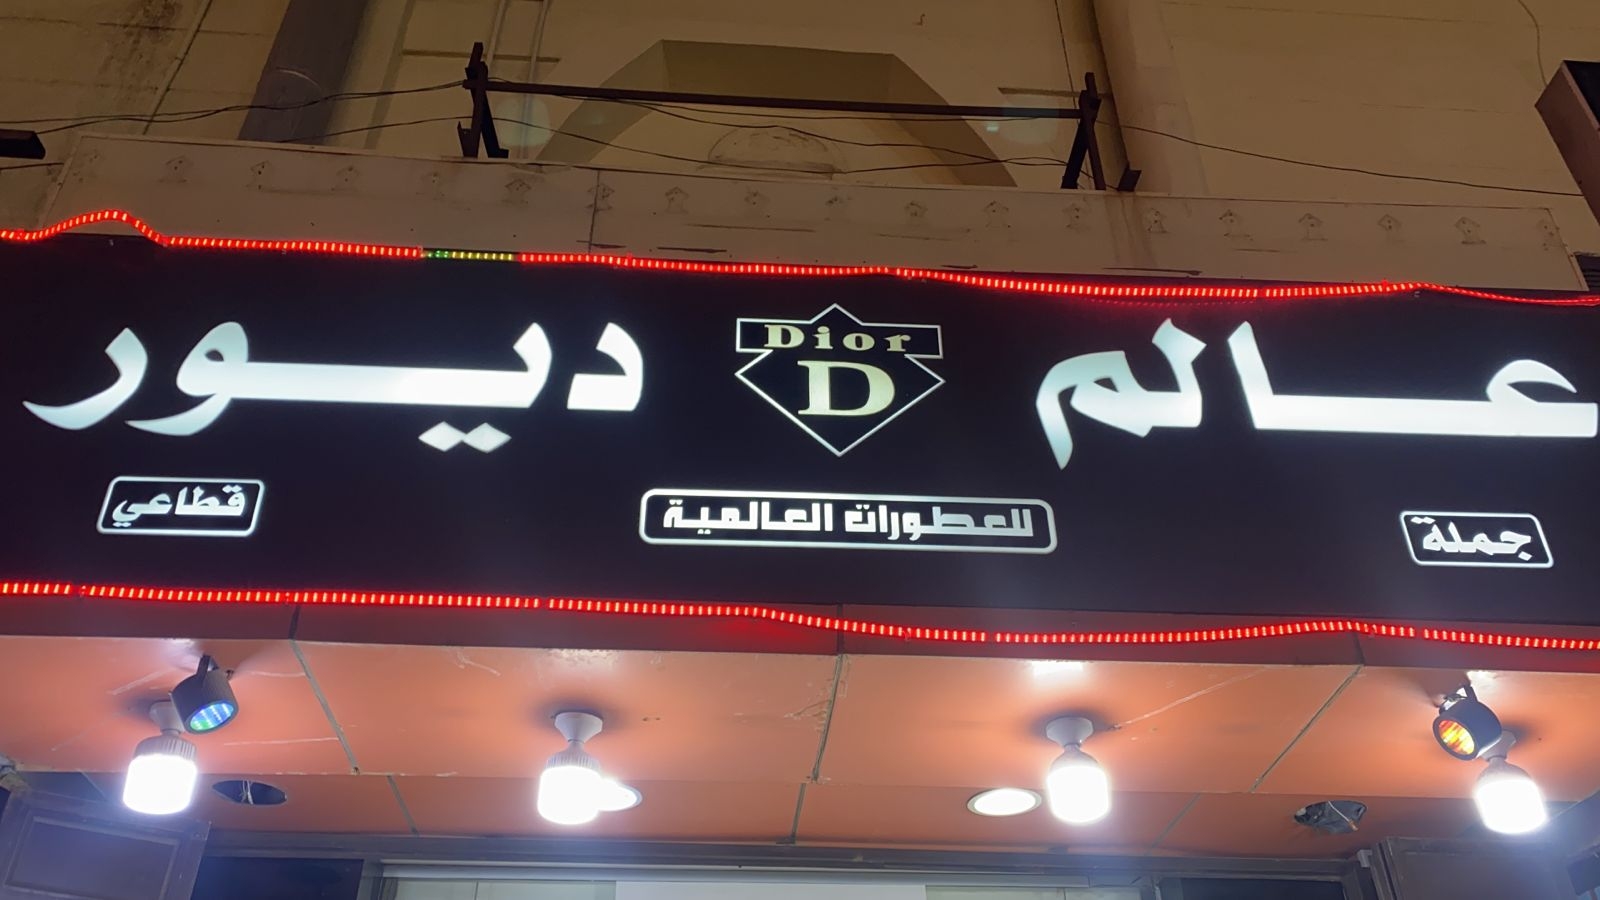 عالم ديور
Dior
D
للعطورات العالمية
جملة
قطاعي